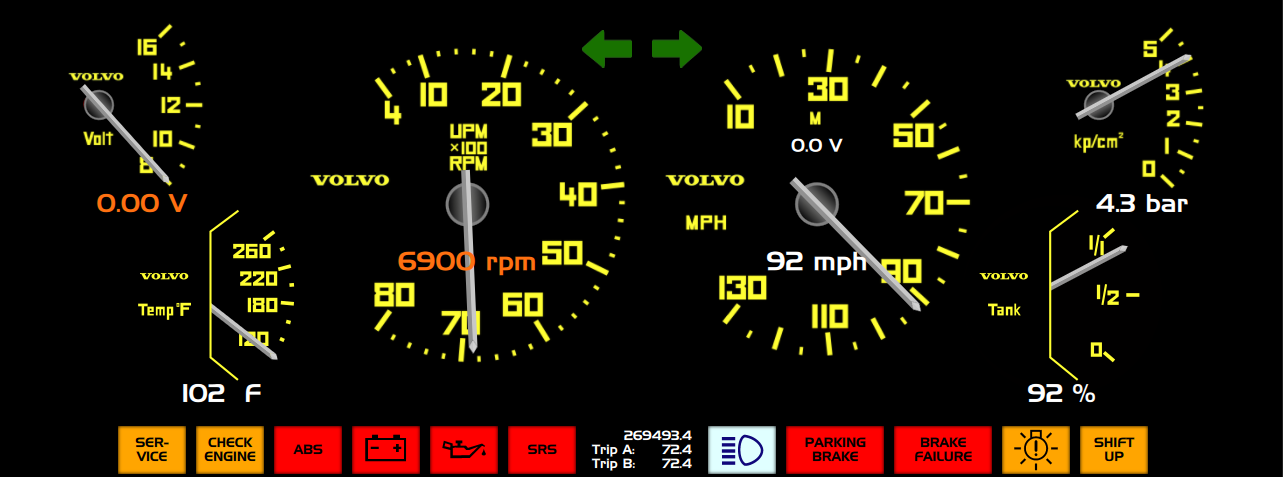 16
14
12
10
8
VOLVO
Volt
0.00 V
260
220
180
120
VOLVO
Temp°F
102 F
4
10
20
30
40
50
60
70
80
UPM
×100
RPM
VOLVO
6900 rpm
10
30
50
70
90
110
130
M
0.0 V
VOLVO
MPH
92 mph
5
4
3
2
1
0
VOLVO
kp/cm²
4.3 bar
1/1
1/2
0
VOLVO
Tank
92 %
SER-
VICE
CHECK
ENGINE
ABS
- +
SRS
269493.4
Trip A: 72.4
Trip B: 72.4
PARKING
BRAKE
BRAKE
FAILURE
!
SHIFT
UP